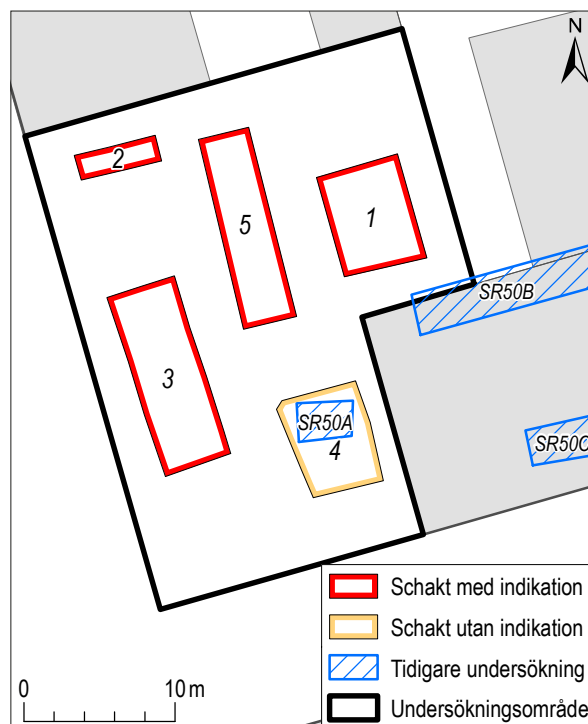 N
2
5
1
SR50B
3
SR50A
4
SR50C
Schakt med indikation
Schakt utan indikation
Tidigare undersökning
Undersökningsområde
0 10 m